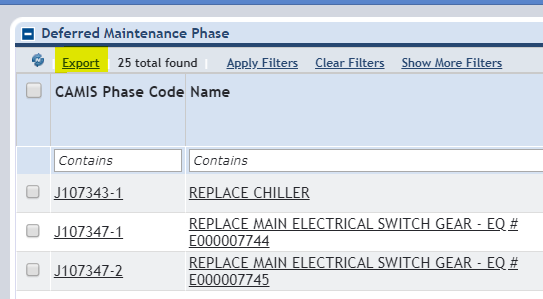 Deferred Maintenance Phase
Export 25 total found Apply Filters Clear Filters Show More Filters
CAMIS Phase Code Name
Contains Contains
J107343-1 REPLACE CHILLER
J107347-1 REPLACE MAIN ELECTRICAL SWITCH GEAR - EQ #
E000007744
J107347-2 REPLACE MAIN ELECTRICAL SWITCH GEAR - EQ #
E000007745